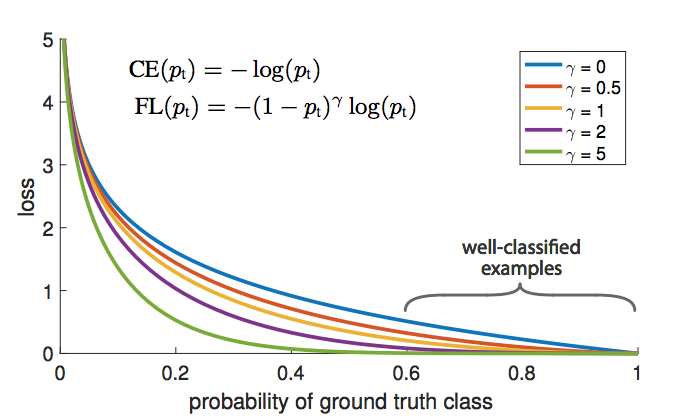 5
4
3
2
1
0
loss
CE(pₜ) = − log(pₜ)
FL(pₜ) = −(1 − pₜ)^γ log(pₜ)
γ = 0
γ = 0.5
γ = 1
γ = 2
γ = 5
well-classified
examples
0 0.2 0.4 0.6 0.8 1
probability of ground truth class